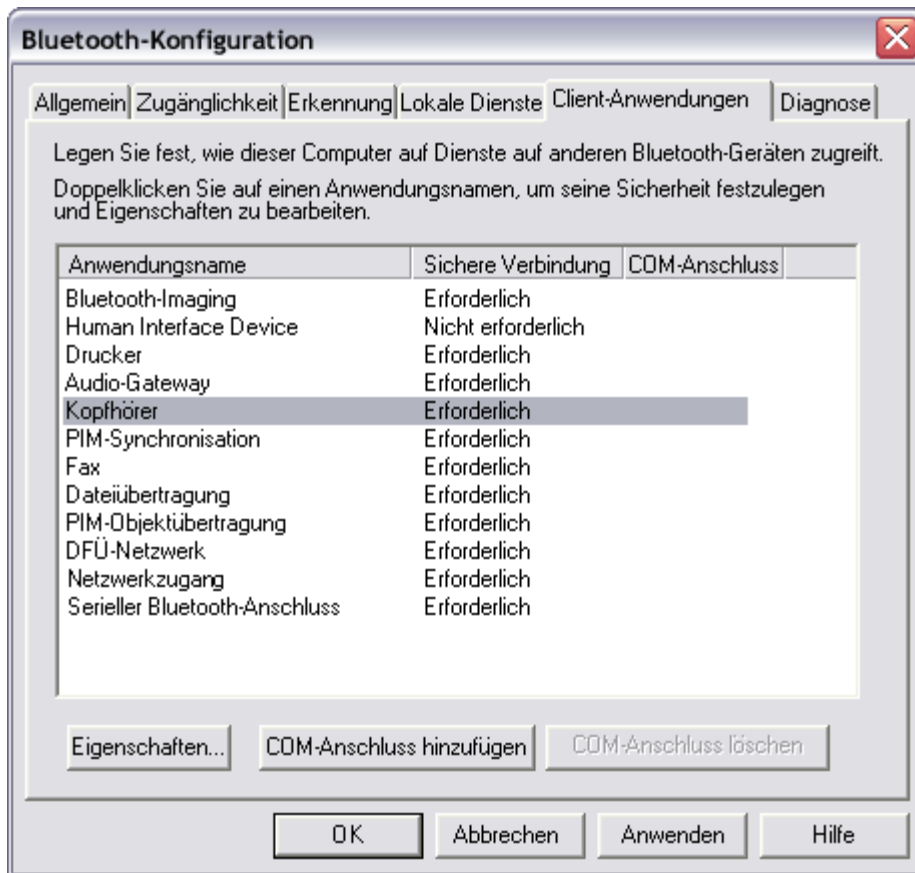 Bluetooth-Konfiguration
Allgemein Zugänglichkeit Erkennung Lokale Dienste Client-Anwendungen Diagnose
Legen Sie fest, wie dieser Computer auf Dienste auf anderen Bluetooth-Geräten zugreift.
Doppelklicken Sie auf einen Anwendungsnamen, um seine Sicherheit festzulegen
und Eigenschaften zu bearbeiten.
Anwendungsname Sichere Verbindung COM-Anschluss
Bluetooth-Imaging Erforderlich
Human Interface Device Nicht erforderlich
Drucker Erforderlich
Audio-Gateway Erforderlich
Kopfhörer Erforderlich
PIM-Synchronisation Erforderlich
Fax Erforderlich
Dateiübertragung Erforderlich
PIM-Objektübertragung Erforderlich
DFÜ-Netzwerk Erforderlich
Netzwerkzugang Erforderlich
Serieller Bluetooth-Anschluss Erforderlich
Eigenschaften... COM-Anschluss hinzufügen COM-Anschluss löschen
OK Abbrechen Anwenden Hilfe